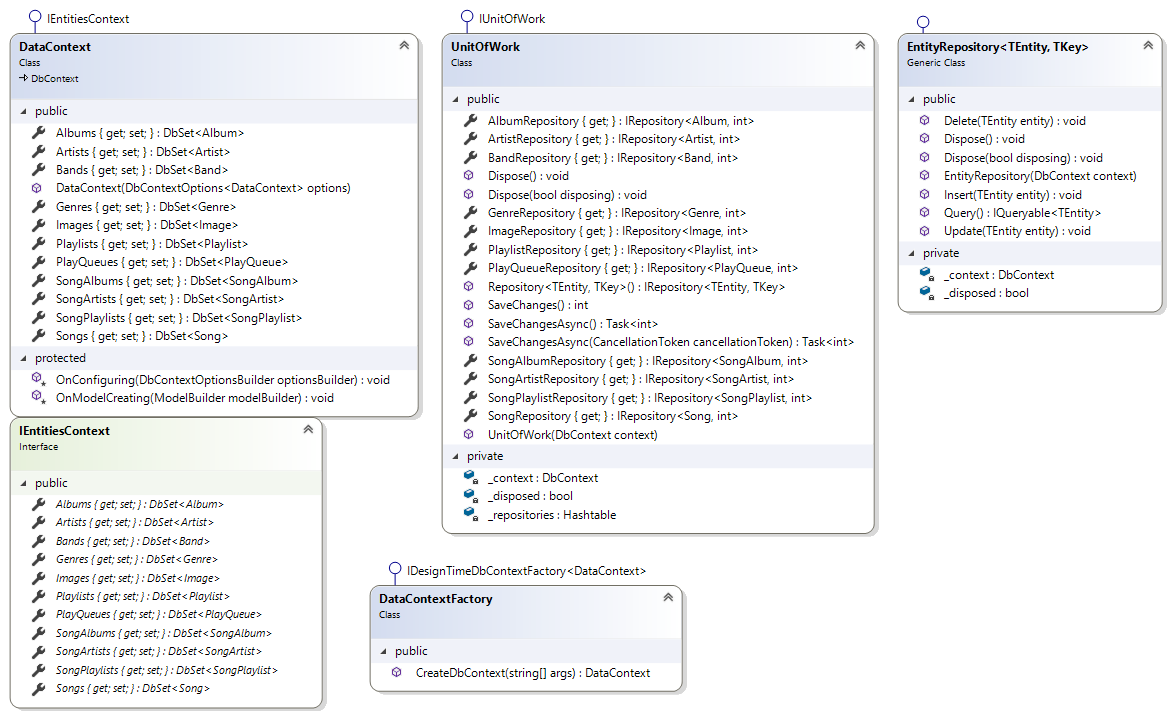 IEntitiesContext
DataContext
Class
DbContext
public
Albums { get; set; } : DbSet<Album>
Artists { get; set; } : DbSet<Artist>
Bands { get; set; } : DbSet<Band>
DataContext(DbContextOptions<DataContext> options)
Genres { get; set; } : DbSet<Genre>
Images { get; set; } : DbSet<Image>
Playlists { get; set; } : DbSet<Playlist>
PlayQueues { get; set; } : DbSet<PlayQueue>
SongAlbums { get; set; } : DbSet<SongAlbum>
SongArtists { get; set; } : DbSet<SongArtist>
SongPlaylists { get; set; } : DbSet<SongPlaylist>
Songs { get; set; } : DbSet<Song>
protected
OnConfiguring(DbContextOptionsBuilder optionsBuilder) : void
OnModelCreating(ModelBuilder modelBuilder) : void
IEntitiesContext
Interface
public
Albums { get; set; } : DbSet<Album>
Artists { get; set; } : DbSet<Artist>
Bands { get; set; } : DbSet<Band>
Genres { get; set; } : DbSet<Genre>
Images { get; set; } : DbSet<Image>
Playlists { get; set; } : DbSet<Playlist>
PlayQueues { get; set; } : DbSet<PlayQueue>
SongAlbums { get; set; } : DbSet<SongAlbum>
SongArtists { get; set; } : DbSet<SongArtist>
SongPlaylists { get; set; } : DbSet<SongPlaylist>
Songs { get; set; } : DbSet<Song>
IUnitOfWork
UnitOfWork
Class
public
AlbumRepository { get; } : IRepository<Album, int>
ArtistRepository { get; } : IRepository<Artist, int>
BandRepository { get; } : IRepository<Band, int>
Dispose() : void
Dispose(bool disposing) : void
GenreRepository { get; } : IRepository<Genre, int>
ImageRepository { get; } : IRepository<Image, int>
PlaylistRepository { get; } : IRepository<Playlist, int>
PlayQueueRepository { get; } : IRepository<PlayQueue, int>
Repository<TEntity, TKey>() : IRepository<TEntity, TKey>
SaveChanges() : int
SaveChangesAsync() : Task<int>
SaveChangesAsync(CancellationToken cancellationToken) : Task<int>
SongAlbumRepository { get; } : IRepository<SongAlbum, int>
SongArtistRepository { get; } : IRepository<SongArtist, int>
SongPlaylistRepository { get; } : IRepository<SongPlaylist, int>
SongRepository { get; } : IRepository<Song, int>
UnitOfWork(DbContext context)
private
_context : DbContext
_disposed : bool
_repositories : Hashtable
IDesignTimeDbContextFactory<DataContext>
DataContextFactory
Class
public
CreateDbContext(string[] args) : DataContext
EntityRepository<TEntity, TKey>
Generic Class
public
Delete(TEntity entity) : void
Dispose() : void
Dispose(bool disposing) : void
EntityRepository(DbContext context)
Insert(TEntity entity) : void
Query() : IQueryable<TEntity>
Update(TEntity entity) : void
private
_context : DbContext
_disposed : bool